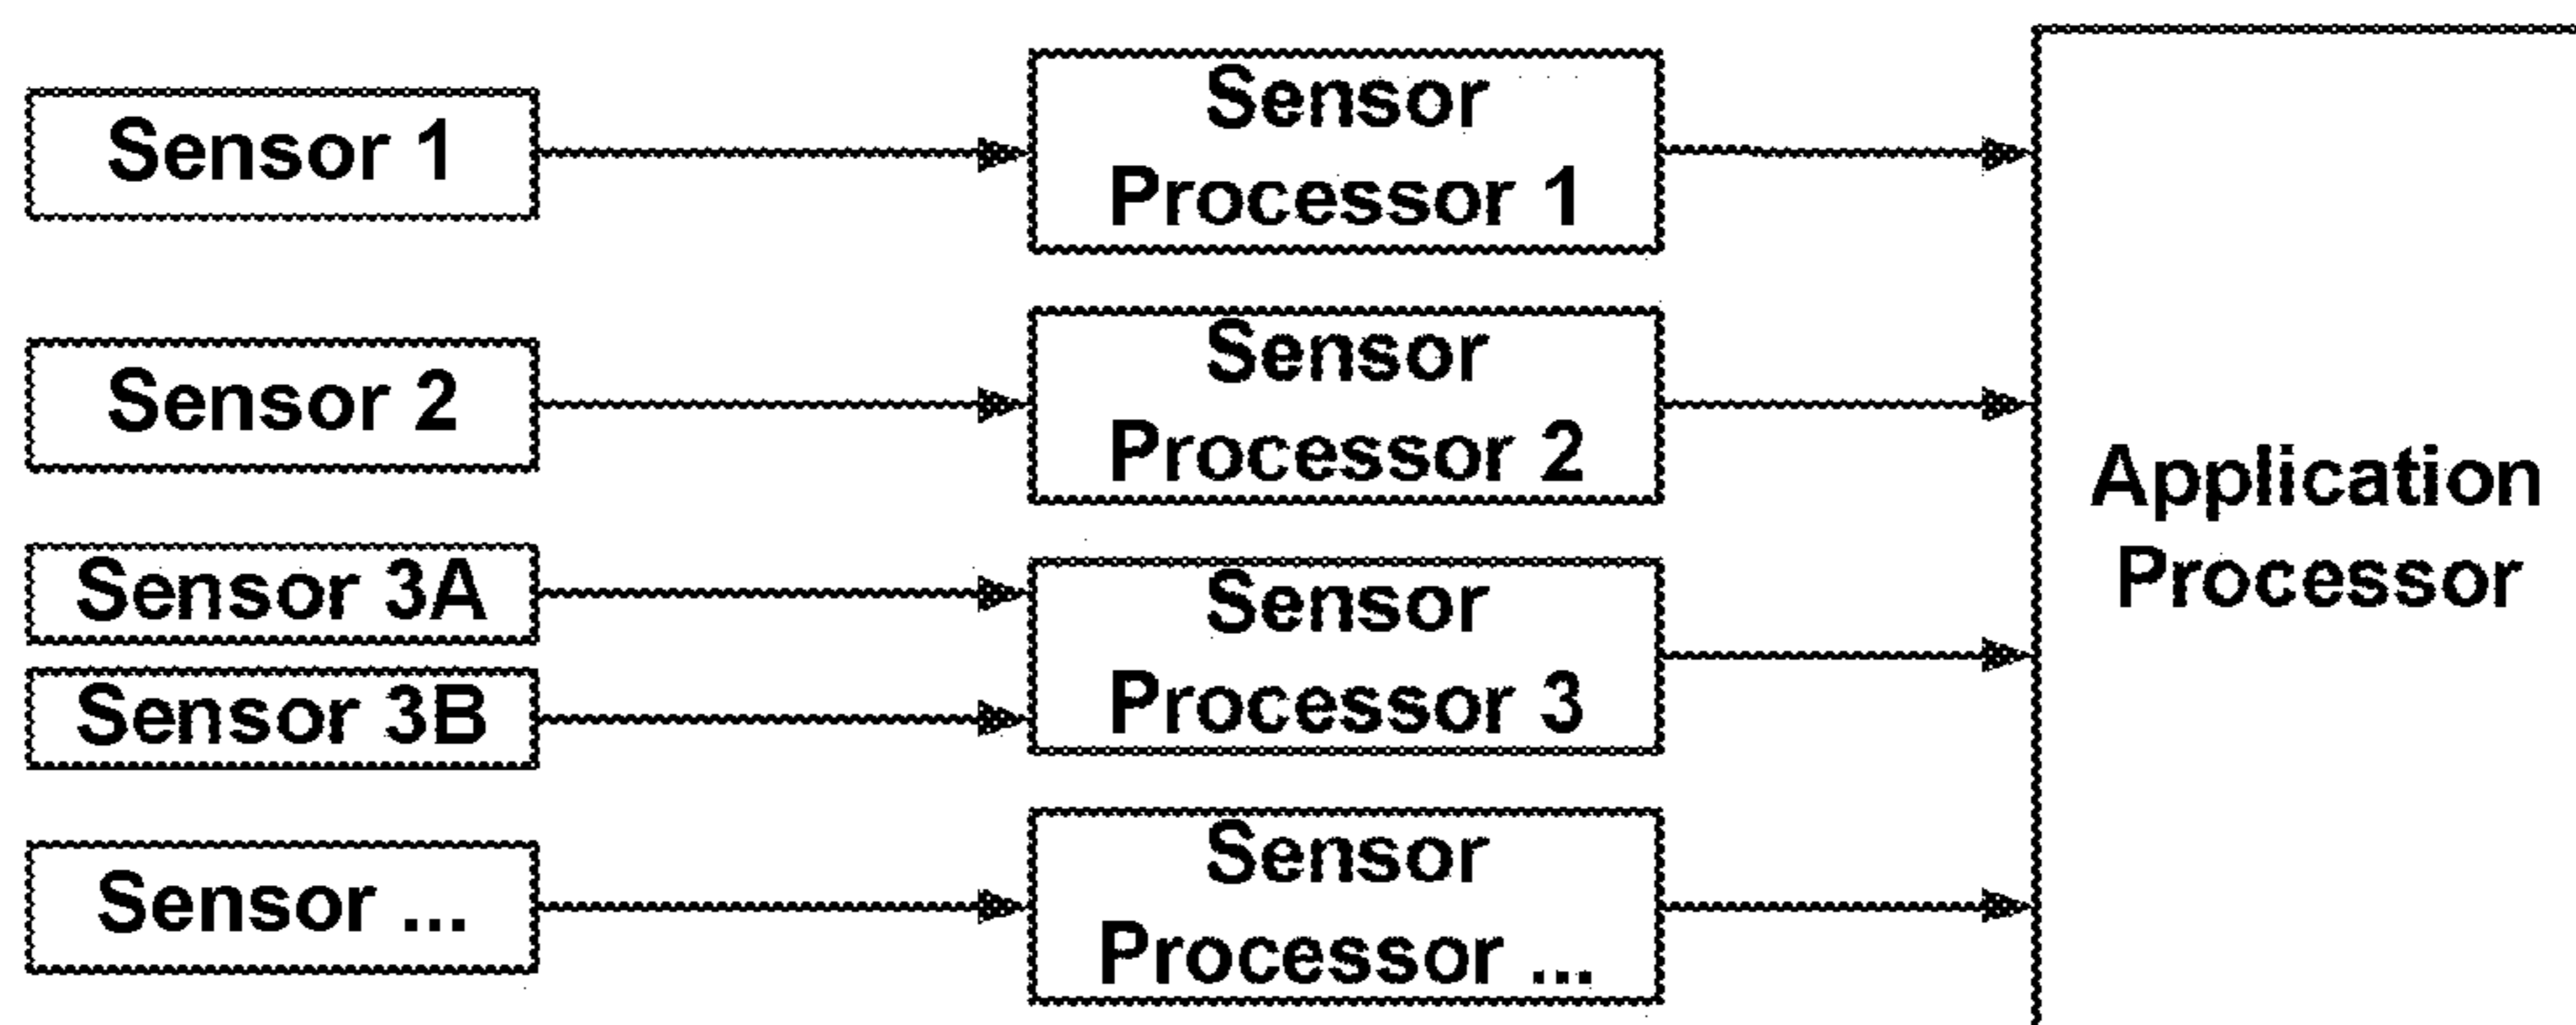 Sensor 1
Sensor
Processor 1
Sensor 2
Sensor
Processor 2
Sensor 3A
Sensor 3B
Sensor
Processor 3
Sensor ...
Sensor
Processor ...
Application
Processor